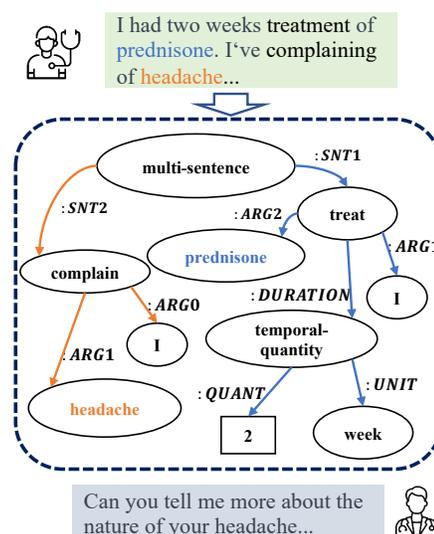 I had two weeks treatment of
prednisone. I‘ve complaining
of headache...
multi-sentence
:SNT1
:SNT2
:ARG2
treat
:ARG1
prednisone
complain
I
:DURATION
:ARG0
temporal-
quantity
I
:ARG1
:QUANT
:UNIT
headache
2
week
Can you tell me more about the
nature of your headache...